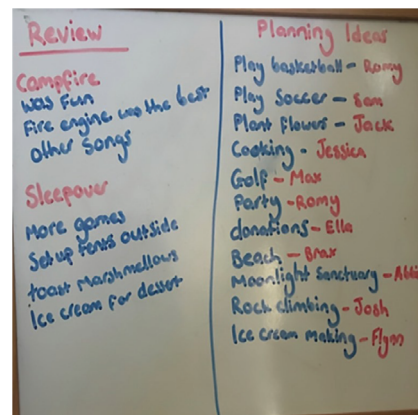 Review
Campfire
was fun
Fire engine was the best
other songs
Sleepover
More games
Set up tents outside
toast Marshmallows
Ice cream for dessert
Planning Ideas
Play basketball - Romy
Play Soccer - Sam
Plant flowers - Jack
Cooking - Jessica
Golf - Max
Party - Romy
donations - Ella
Beach - Brax
Moonlight Sanctuary -
Rock climbing - Josh
Ice cream making - Flynn